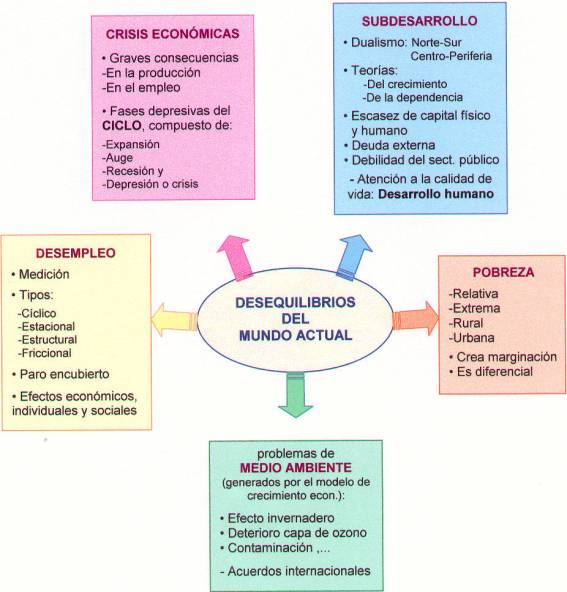 CRISIS ECONÓMICAS
• Graves consecuencias
-En la producción
-En el empleo
• Fases depresivas del
CICLO, compuesto de:
-Expansión
-Auge
-Recesión y
-Depresión o crisis
SUBDESARROLLO
• Dualismo: Norte-Sur
Centro-Periferia
• Teorías:
-Del crecimiento
-De la dependencia
• Escasez de capital físico
y humano
• Deuda externa
• Debilidad del sect. público
- Atención a la calidad de
vida: Desarrollo humano
DESEMPLEO
• Medición
• Tipos:
-Cíclico
-Estacional
-Estructural
-Friccional
• Paro encubierto
• Efectos económicos,
individuales y sociales
DESEQUILIBRIOS
DEL
MUNDO ACTUAL
POBREZA
-Relativa
-Extrema
-Rural
-Urbana
• Crea marginación
• Es diferencial
problemas de
MEDIO AMBIENTE
(generados por el modelo de
crecimiento econ.):
• Efecto invernadero
• Deterioro capa de ozono
• Contaminación ,...
- Acuerdos internacionales